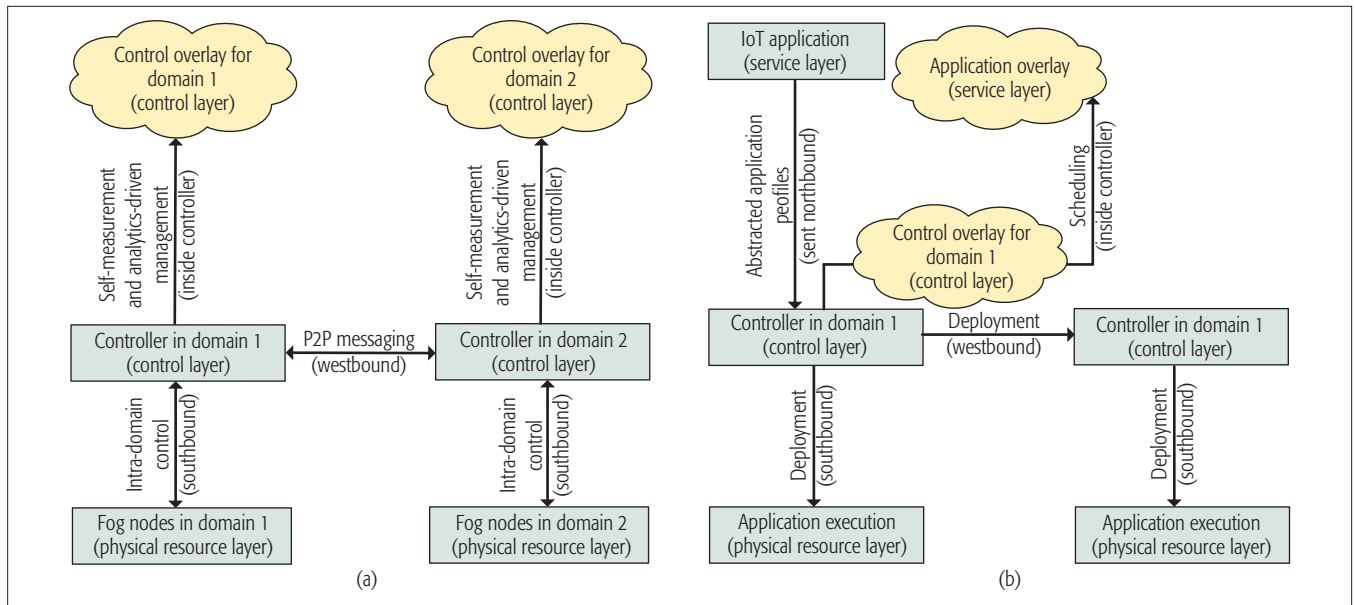 Control overlay for
domain 1
(control layer)
Control overlay for
domain 2
(control layer)
Self-measurement
and analytics-driven
management
(inside controller)
Self-measurement
and analytics-driven
management
(inside controller)
Controller in domain 1
(control layer)
P2P messaging
(westbound)
Controller in domain 2
(control layer)
Intra-domain
control
(southbound)
Intra-domain
control
(southbound)
Fog nodes in domain 1
(physical resource layer)
Fog nodes in domain 2
(physical resource layer)
(a)
IoT application
(service layer)
Application overlay
(service layer)
Abstracted application
peofiles
(sent northbound)
Scheduling
(inside controller)
Control overlay for
domain 1
(control layer)
Controller in domain 1
(control layer)
Deployment
(westbound)
Controller in domain 1
(control layer)
Deployment
(southbound)
Deployment
(southbound)
Application execution
(physical resource layer)
Application execution
(physical resource layer)
(b)